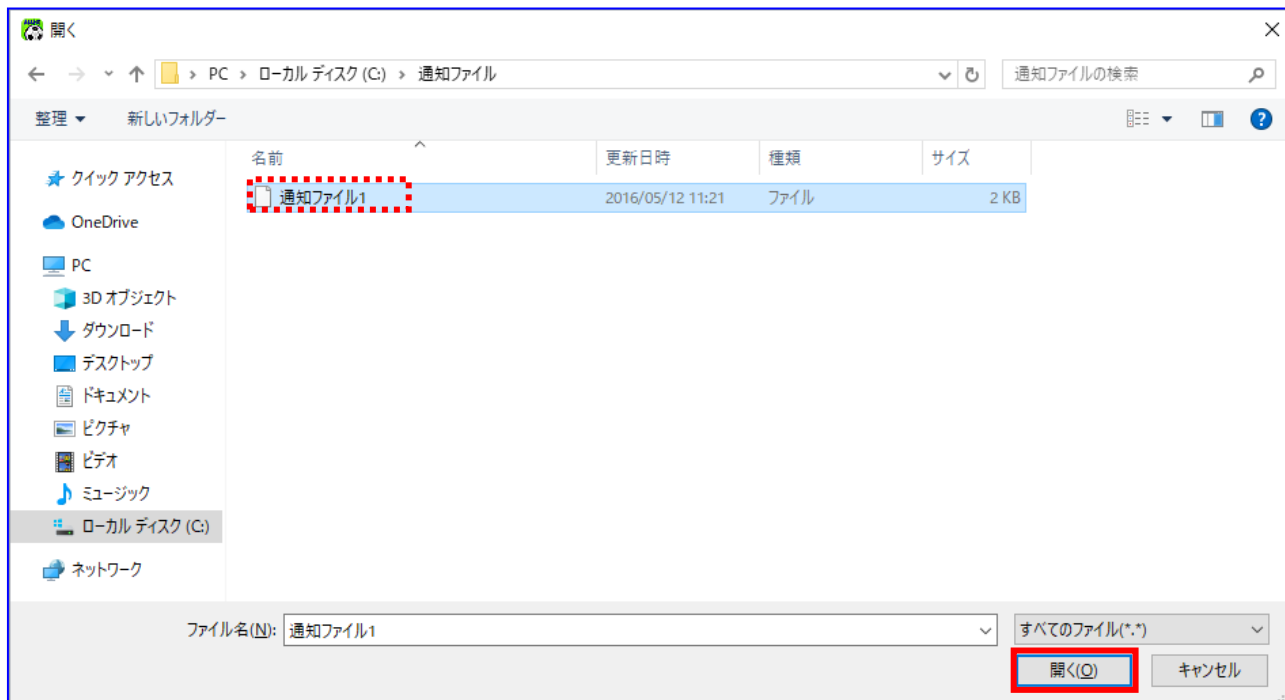 開く
PC › ローカル ディスク (C:) › 通知ファイル
通知ファイルの検索
整理
新しいフォルダー
名前 更新日時 種類 サイズ
通知ファイル1 2016/05/12 11:21 ファイル 2 KB
クイック アクセス
OneDrive
PC
3D オブジェクト
ダウンロード
デスクトップ
ドキュメント
ピクチャ
ビデオ
ミュージック
ローカル ディスク (C:)
ネットワーク
ファイル名(N): 通知ファイル1
すべてのファイル(*.*)
開く(O) キャンセル